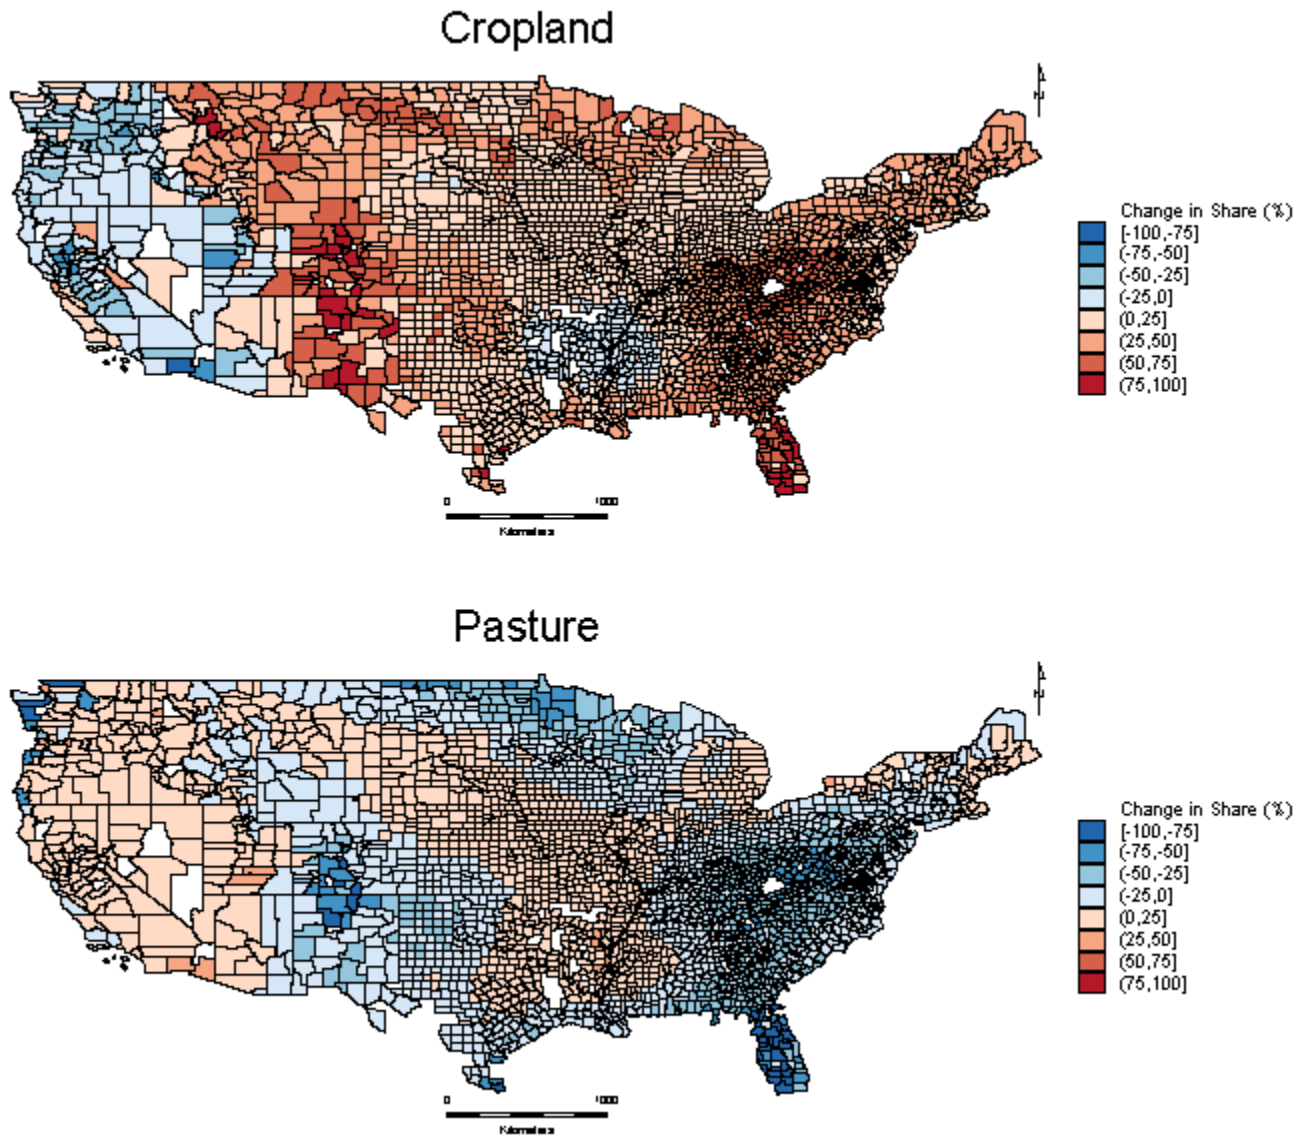 Cropland
N
Change in Share (%)
[-100,-75]
(-75,-50]
(-50,-25]
(-25,0]
(0,25]
(25,50]
(50,75]
(75,100]
0 1000
Kilometers
Pasture
N
Change in Share (%)
[-100,-75]
(-75,-50]
(-50,-25]
(-25,0]
(0,25]
(25,50]
(50,75]
(75,100]
0 1000
Kilometers